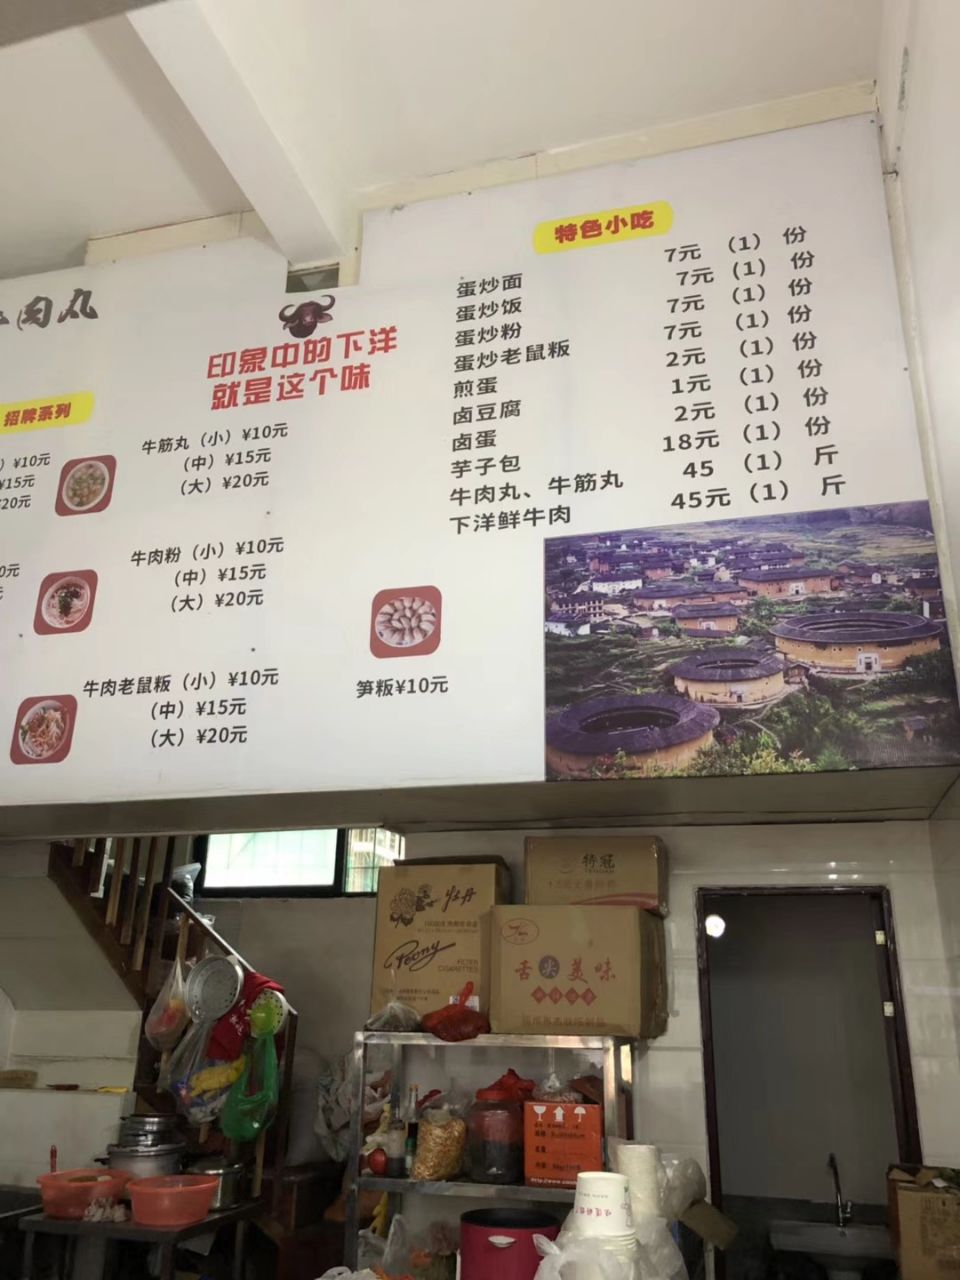 肉丸
印象中的下洋
就是这个味
招牌系列
）¥10元
¥15元
¥20元
牛筋丸（小）¥10元
（中）¥15元
（大）¥20元
牛肉粉（小）¥10元
（中）¥15元
（大）¥20元
牛肉老鼠粄（小）¥10元
（中）¥15元
（大）¥20元
笋粄¥10元
特色小吃
蛋炒面 7元（1）份
蛋炒饭 7元（1）份
蛋炒粉 7元（1）份
蛋炒老鼠粄 7元（1）份
煎蛋 2元（1）份
卤豆腐 1元（1）份
卤蛋 2元（1）份
芋子包 18元（1）份
牛肉丸、牛筋丸 45（1）斤
下洋鲜牛肉 45元（1）斤
牡丹
Peony
FILTER
CIGARETTES
特冠
舌尖美味